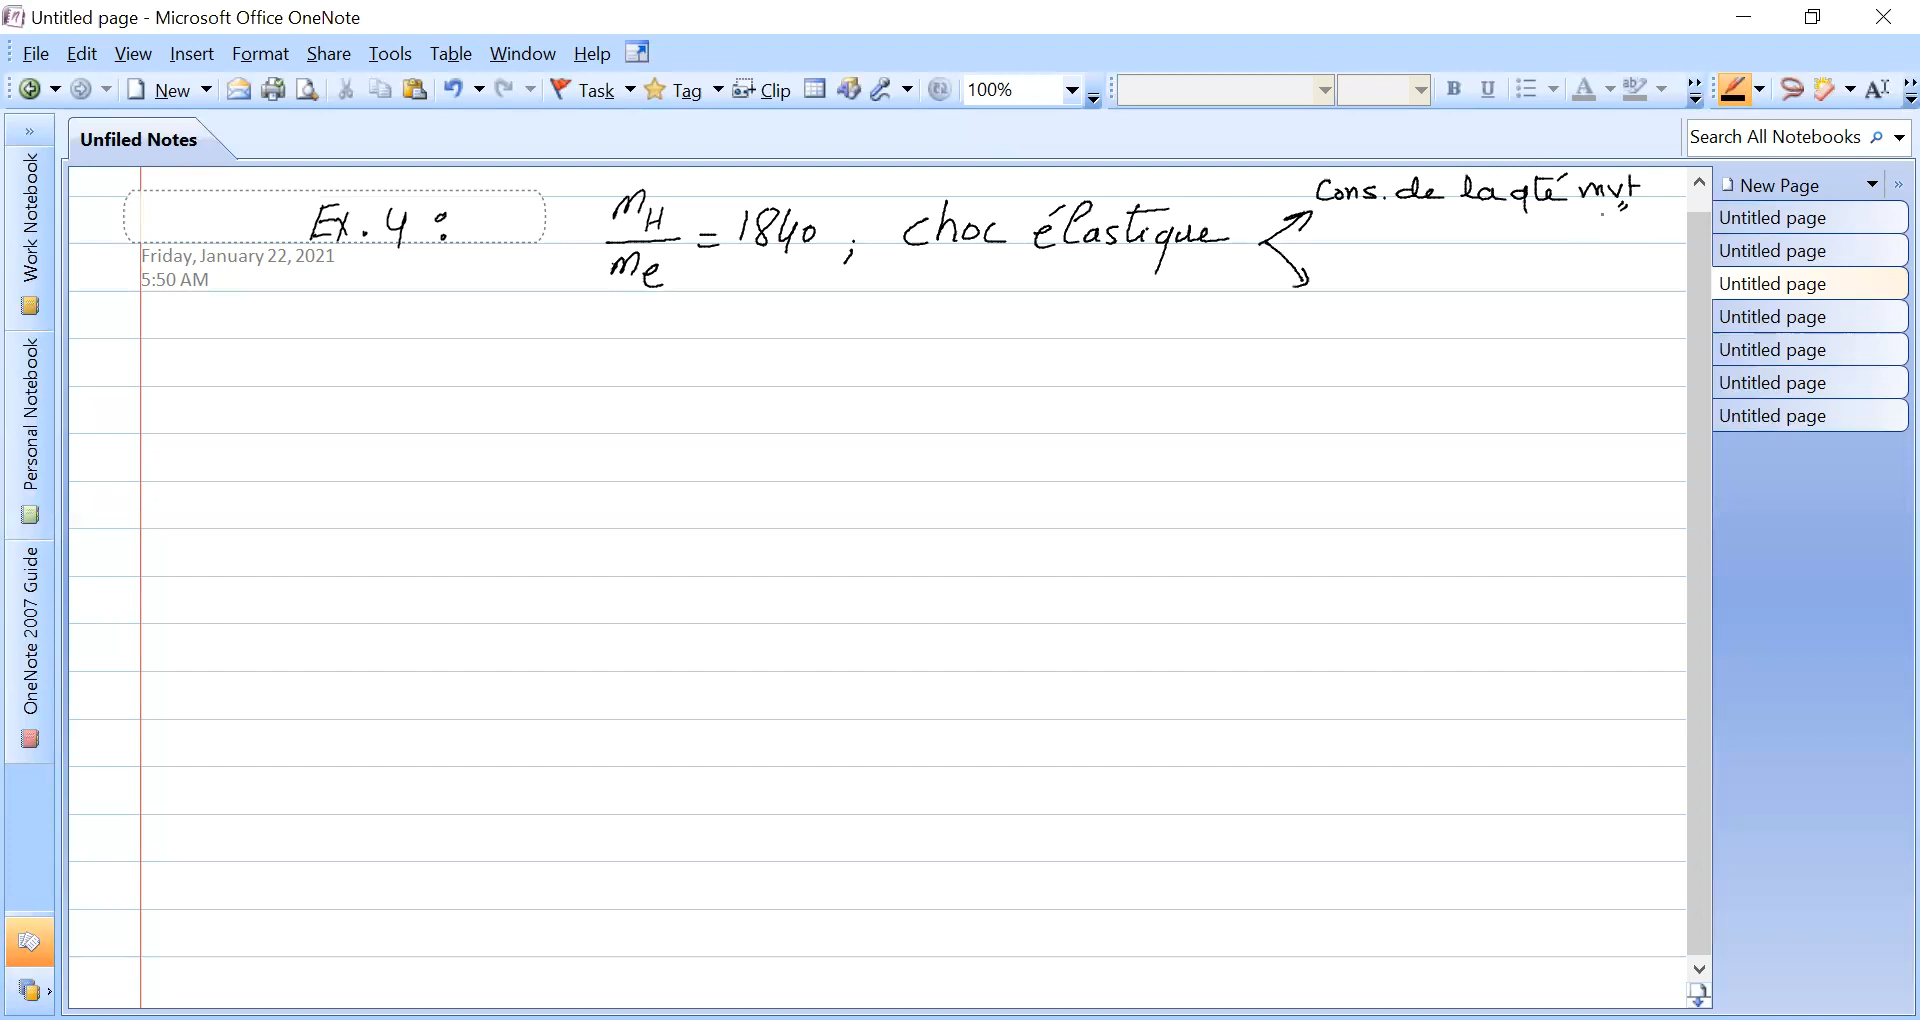 Untitled page - Microsoft Office OneNote
File Edit View Insert Format Share Tools Table Window Help
New Task Tag Clip 100% B U A ab A
Unfiled Notes
Search All Notebooks
Work Notebook
Personal Notebook
OneNote 2007 Guide
Ex. 4 : mH/me = 1840 ; choc élastique
Cons. de la qté mvt
Friday, January 22, 2021
5:50 AM
New Page
Untitled page
Untitled page
Untitled page
Untitled page
Untitled page
Untitled page
Untitled page